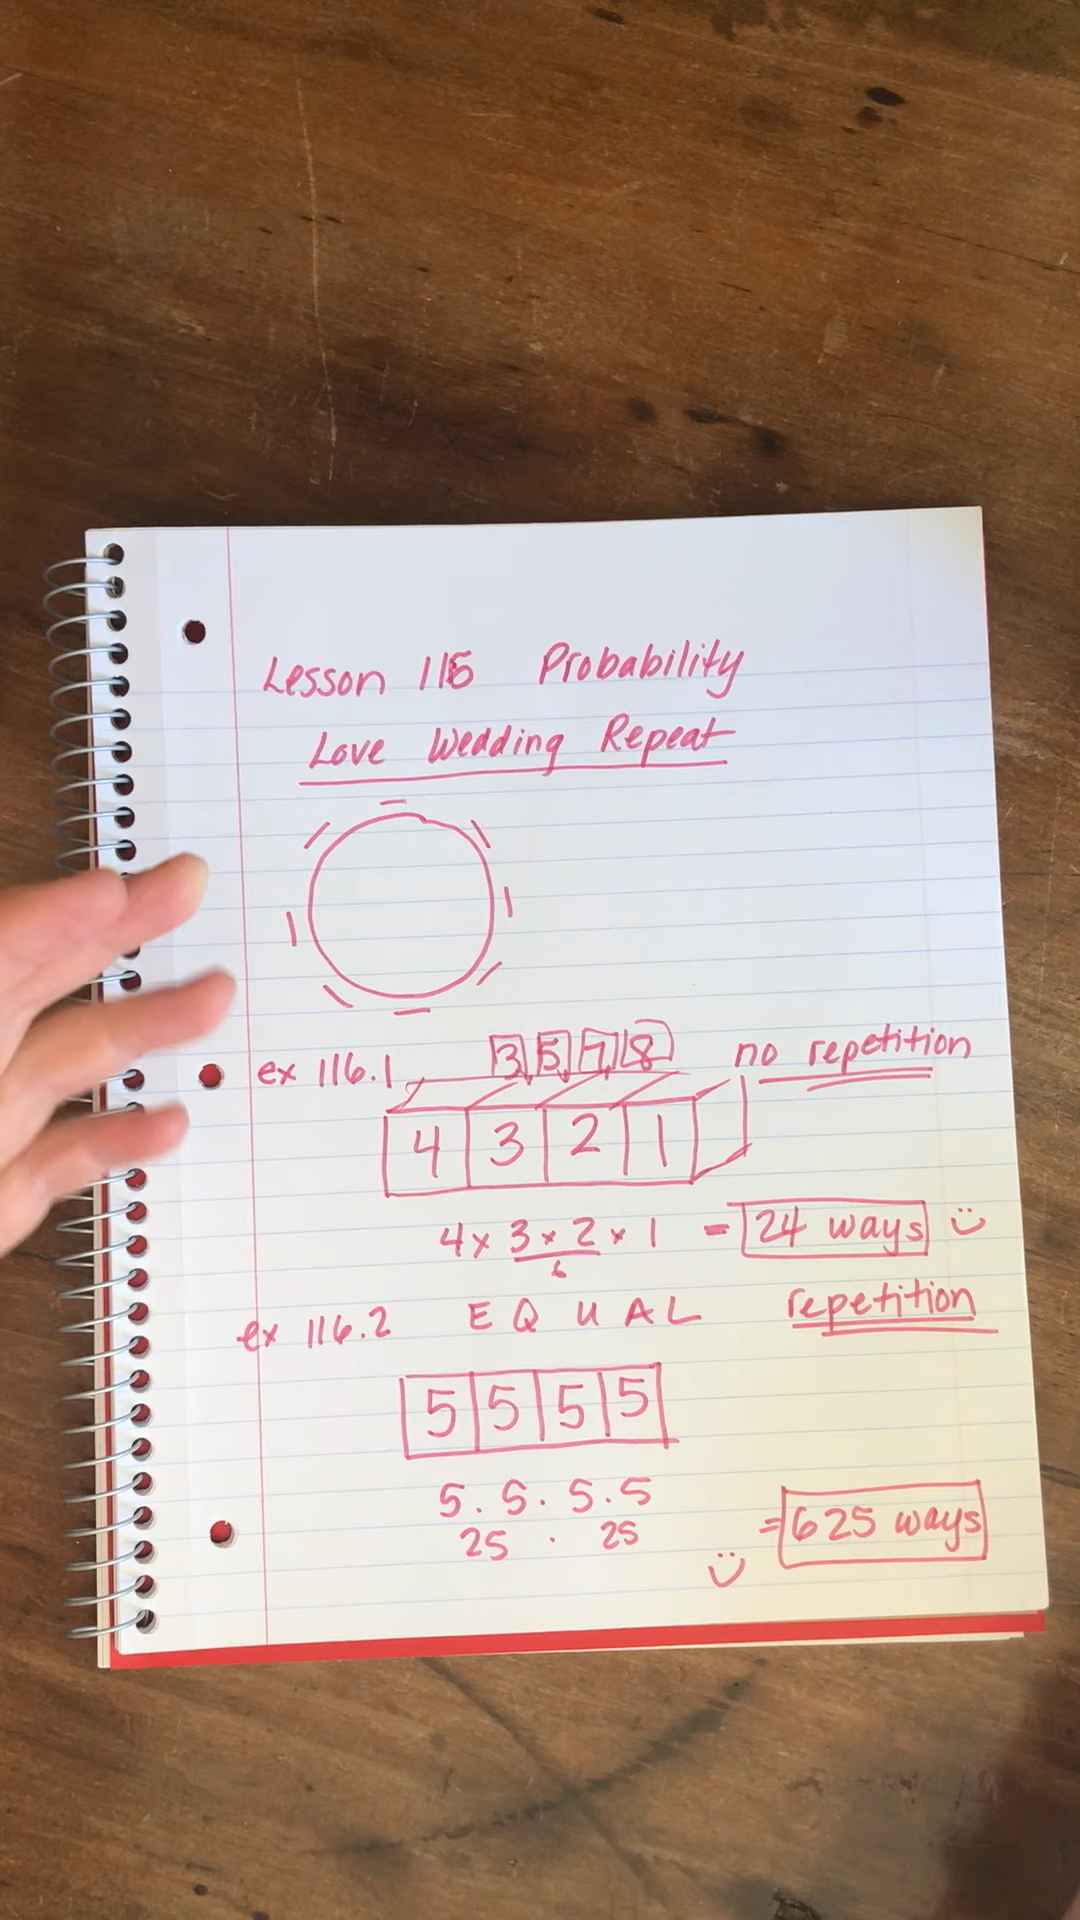 Lesson 116 Probability
Love Wedding Repeat
ex 116.1 3 5 7 8 no repetition
4 3 2 1
4 x 3 x 2 x 1 = 24 ways
6
ex 116.2 E Q U A L repetition
5 5 5 5
5 . 5 . 5 . 5
25 . 25 = 625 ways